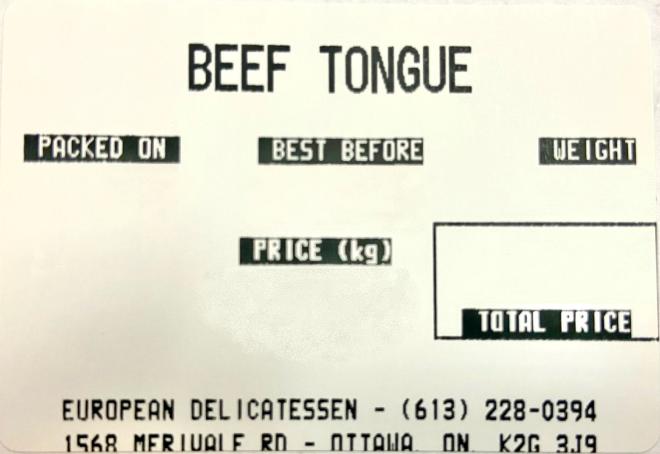 BEEF TONGUE
PACKED ON BEST BEFORE WEIGHT
PRICE (kg)
TOTAL PRICE
EUROPEAN DELICATESSEN - (613) 228-0394
1568 MERIVALE RD - OTTAWA, ON, K2G 3J9